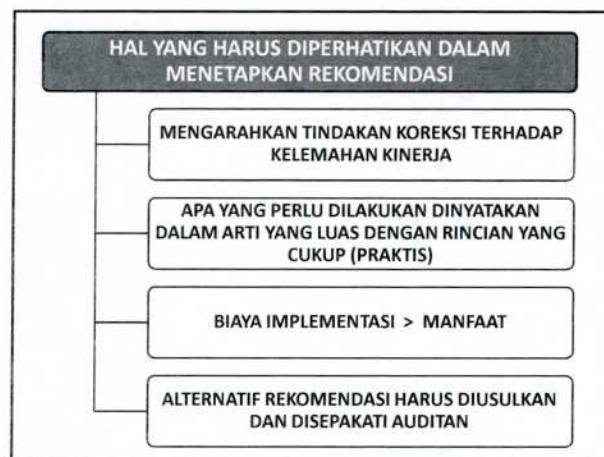 HAL YANG HARUS DIPERHATIKAN DALAM
MENETAPKAN REKOMENDASI
MENGARAHKAN TINDAKAN KOREKSI TERHADAP
KELEMAHAN KINERJA
APA YANG PERLU DILAKUKAN DINYATAKAN
DALAM ARTI YANG LUAS DENGAN RINCIAN YANG
CUKUP (PRAKTIS)
BIAYA IMPLEMENTASI > MANFAAT
ALTERNATIF REKOMENDASI HARUS DIUSULKAN
DAN DISEPAKATI AUDITAN